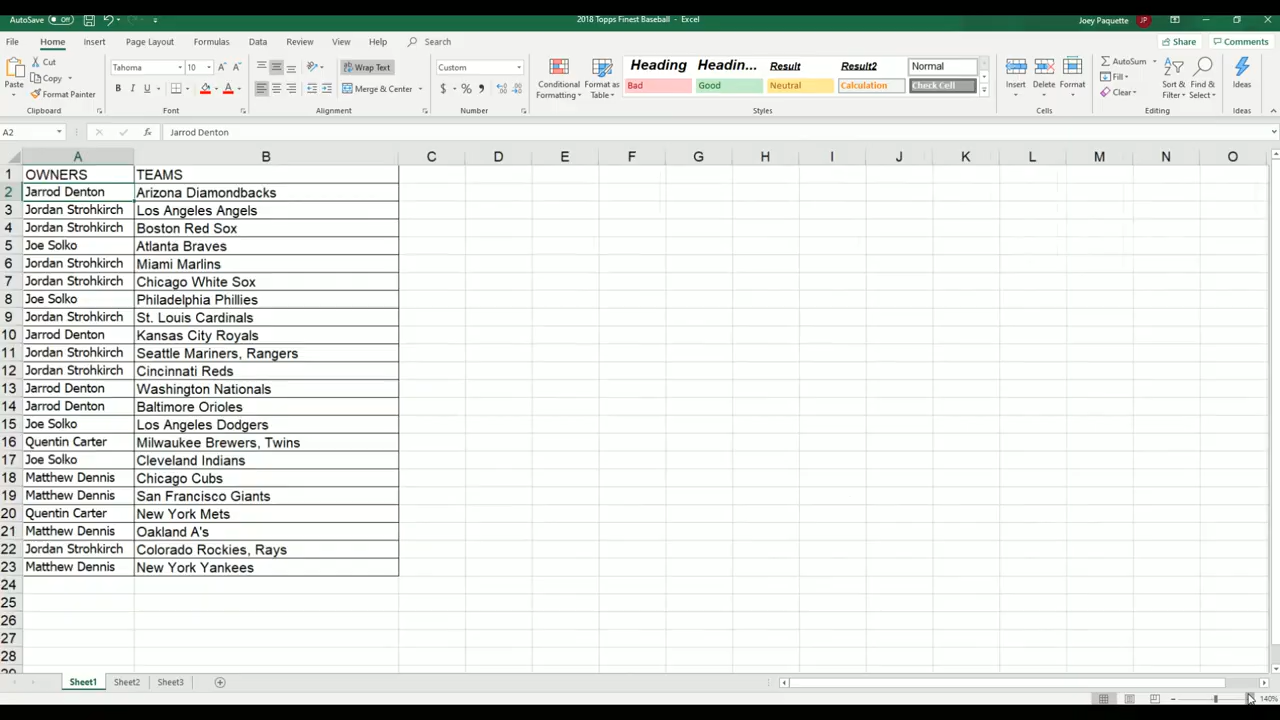 AutoSave Off 2018 Topps Finest Baseball - Excel Joey Paquette JP
File Home Insert Page Layout Formulas Data Review View Help Search Share Comments
Paste Cut Copy Format Painter Clipboard
Tahoma 10 B I U A Font
Wrap Text Merge & Center Alignment
Custom $ % Number
Conditional Formatting Format as Table
Heading Headin... Result Result2 Normal
Bad Good Neutral Calculation Check Cell
Styles
Insert Delete Format Cells
AutoSum Fill Clear Sort & Filter Find & Select Editing
Ideas Ideas
A2 fx Jarrod Denton
A B C D E F G H I J K L M N O
1 OWNERS TEAMS
2 Jarrod Denton Arizona Diamondbacks
3 Jordan Strohkirch Los Angeles Angels
4 Jordan Strohkirch Boston Red Sox
5 Joe Solko Atlanta Braves
6 Jordan Strohkirch Miami Marlins
7 Jordan Strohkirch Chicago White Sox
8 Joe Solko Philadelphia Phillies
9 Jordan Strohkirch St. Louis Cardinals
10 Jarrod Denton Kansas City Royals
11 Jordan Strohkirch Seattle Mariners, Rangers
12 Jordan Strohkirch Cincinnati Reds
13 Jarrod Denton Washington Nationals
14 Jarrod Denton Baltimore Orioles
15 Joe Solko Los Angeles Dodgers
16 Quentin Carter Milwaukee Brewers, Twins
17 Joe Solko Cleveland Indians
18 Matthew Dennis Chicago Cubs
19 Matthew Dennis San Francisco Giants
20 Quentin Carter New York Mets
21 Matthew Dennis Oakland A's
22 Jordan Strohkirch Colorado Rockies, Rays
23 Matthew Dennis New York Yankees
24
25
26
27
28
Sheet1 Sheet2 Sheet3
140%